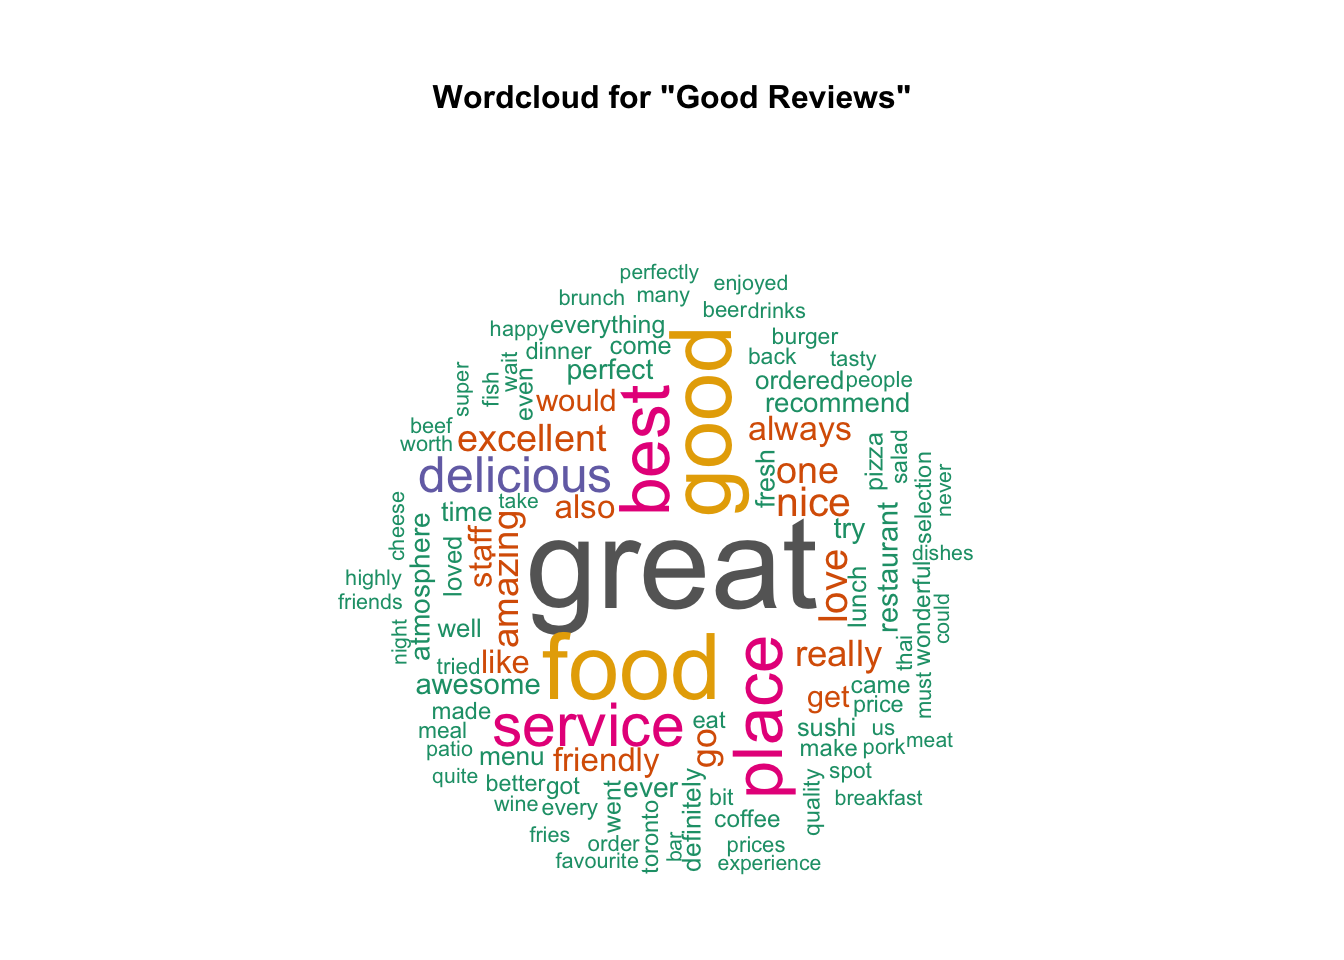 Wordcloud for "Good Reviews"
perfectly
enjoyed
brunch
many
beer
drinks
happy
everything
good
burger
dinner
come
back
tasty
super
fish
wait
even
perfect
ordered
people
would
best
recommend
beef
worth
excellent
always
delicious
fresh
one
pizza
salad
nice
selection
never
cheese
time
take
also
atmosphere
loved
staff
amazing
great
try
love
lunch
restaurant
dishes
highly
friends
wonderful
could
night
well
food
place
really
thai
tried
like
awesome
get
came
price
must
made
service
eat
sushi
us
meal
patio
menu
friendly
go
make
pork
meat
quite
better
got
ever
spot
wine
every
went
toronto
definitely
bit
quality
breakfast
coffee
fries
order
bar
prices
favourite
experience